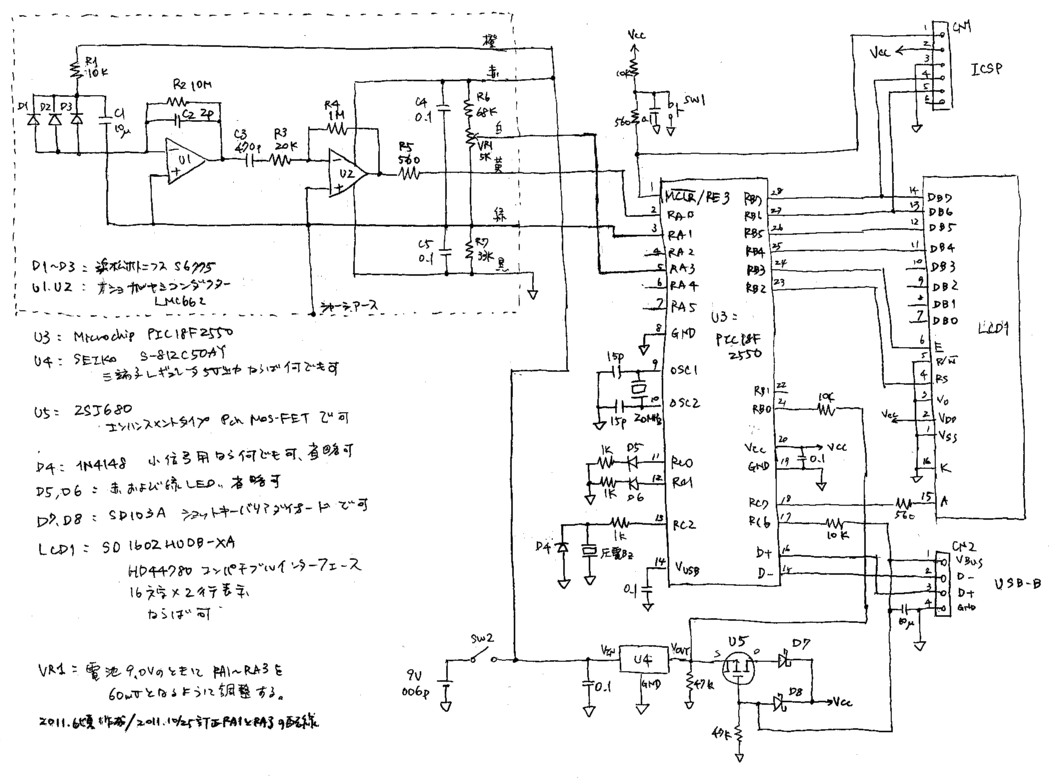 橙
R1
10K
赤
R2 10M
D1 D2 D3
C2 2p
C1
10μ
C3
470p
R3
20K
R4
1M
U1
U2
R5
560
C4
0.1
R6
68K
白
VR1
5K
黄
緑
C5
0.1
R7
33K
黒
シャーシアース
D1~D3: 浜松ホトニクス S6775
U1.U2: ナショナルセミコンダクター
LMC662
U3: Microchip PIC18F2550
U4: SEIKO S-812C50AY
三端子レギュレータ 5V出力 ならば何でも可
U5: 2SJ680
エンハンスメントタイプ Pch MOS-FET で可
D4: 1N4148 小信号用なら何でも可、省略可
D5,D6: 赤および緑LED、省略可
D7,D8: SD103A ショットキーバリアダイオードで可
LCD1: SD1602HUOB-XA
HD44780 コンパチブルインターフェース
16文字×2行表示
ならば可
VR1: 電池9.0VのときにRA1~RA3を
60mVとなるように調整する。
2011.6頃作成/2011.10/25訂正RA1とRA3の配線
Vcc
10K
560
0.1
SW1
CN1
ICSP
Vcc
1
2
3
4
5
6
U3:
PIC18F
2550
1 MCLR/RE3
2 RA0
3 RA1
4 RA2
5 RA3
6 RA4
7 RA5
8 GND
9 OSC1
10 OSC2
11 RC0
12 RC1
13 RC2
14 VUSB
RB7 28
RB6 27
RB5 26
RB4 25
RB3 24
RB2 23
RB1 22
RB0 21
Vcc 20
GND 19
RC7 18
RC6 17
D+ 16
D- 15
15p
15p
20MHz
1K D5
1K D6
D4
圧電Bz
1K
0.1
10K
Vcc
0.1
560
10K
LCD1
14 DB7
13 DB6
12 DB5
11 DB4
10 DB3
9 DB2
8 DB1
7 DB0
6 E
5 R/W
4 RS
3 Vo
Vcc 2 VDD
1 VSS
16 K
15 A
CN2
USB-B
1 VBUS
2 D-
3 D+
4 GND
10μ
9V
006p
SW2
0.1
VIN U4 VOUT
GND
47K
U5
S D
D7
D8
Vcc
47K